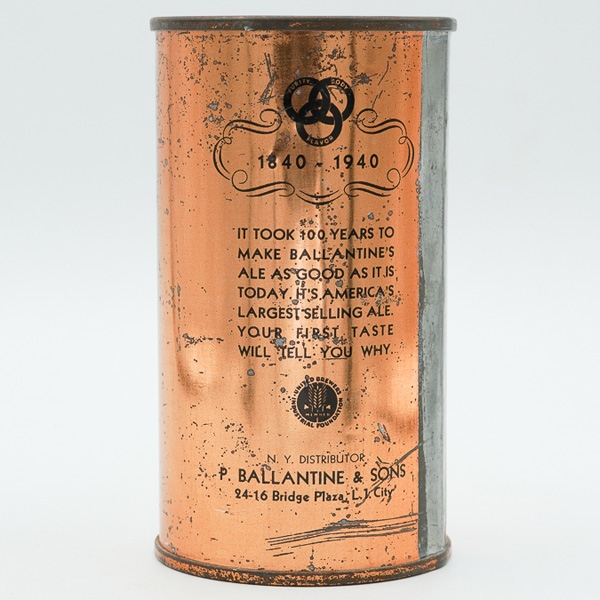 PURITY BODY
FLAVOR
1840 - 1940
IT TOOK 100 YEARS TO
MAKE BALLANTINE'S
ALE AS GOOD AS IT IS
TODAY. IT'S AMERICA'S
LARGEST SELLING ALE.
YOUR FIRST TASTE
WILL TELL YOU WHY.
UNITED BREWERS
INDUSTRIAL FOUNDATION
MEMBER
N. Y. DISTRIBUTOR
P. BALLANTINE & SONS
24-16 Bridge Plaza, L. I. City